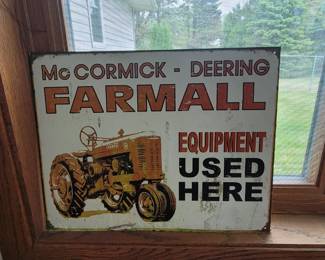 McCORMICK - DEERING
FARMALL
EQUIPMENT
USED
HERE